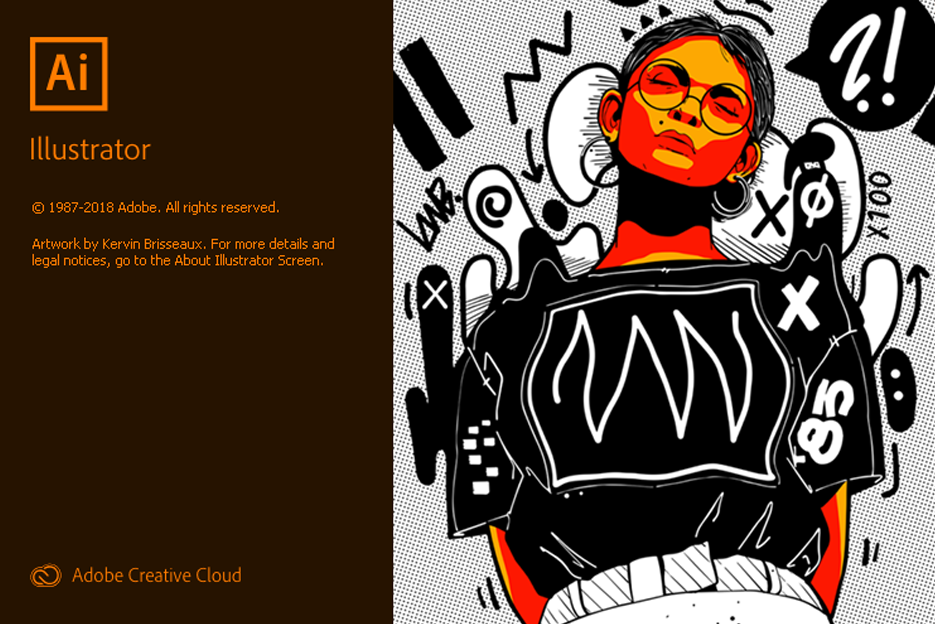 Ai
Illustrator
© 1987-2018 Adobe. All rights reserved.
Artwork by Kervin Brisseaux. For more details and
legal notices, go to the About Illustrator Screen.
Adobe Creative Cloud
?!
X
X100
X
X
'85